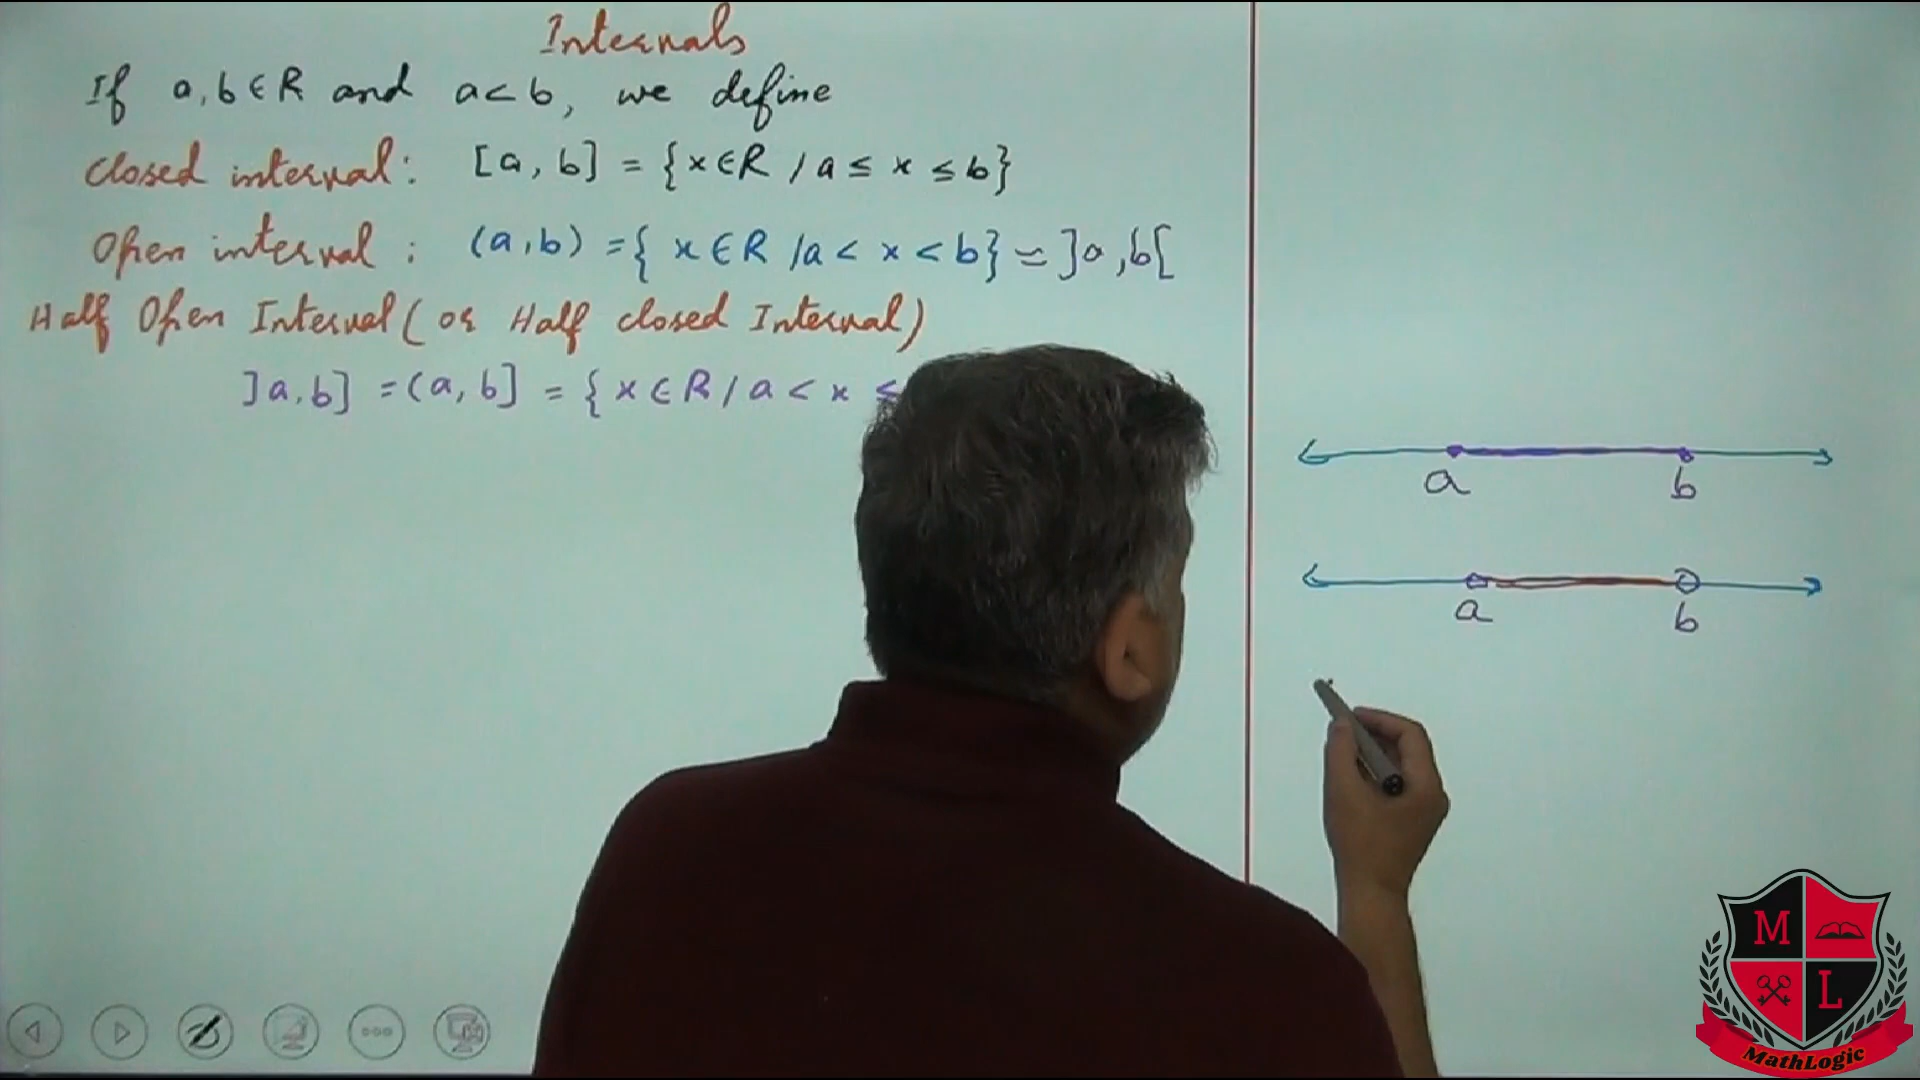 Intervals
If a,b∈R and a<b, we define
Closed interval: [a, b] = {x∈R / a ≤ x ≤ b}
Open interval : (a,b) = { x∈R /a < x < b} = ]a,b[
Half Open Interval (or Half closed Interval)
]a,b] = (a,b] = { x∈R / a < x ≤
a b
a b
M
L
MathLogic